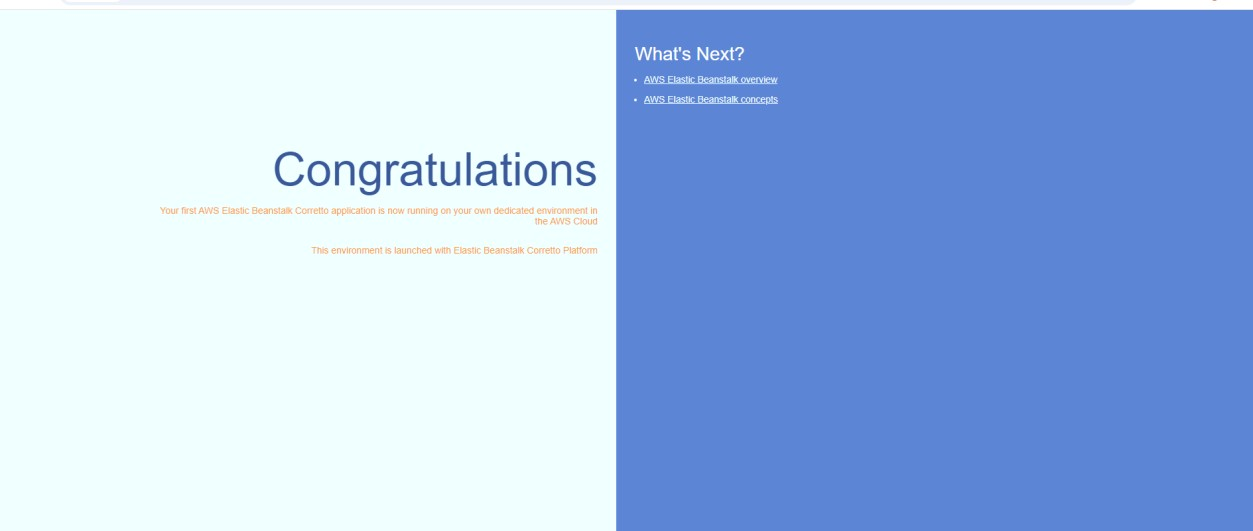 Congratulations
Your first AWS Elastic Beanstalk Corretto application is now running on your own dedicated environment in
the AWS Cloud
This environment is launched with Elastic Beanstalk Corretto Platform
What's Next?
AWS Elastic Beanstalk overview
AWS Elastic Beanstalk concepts